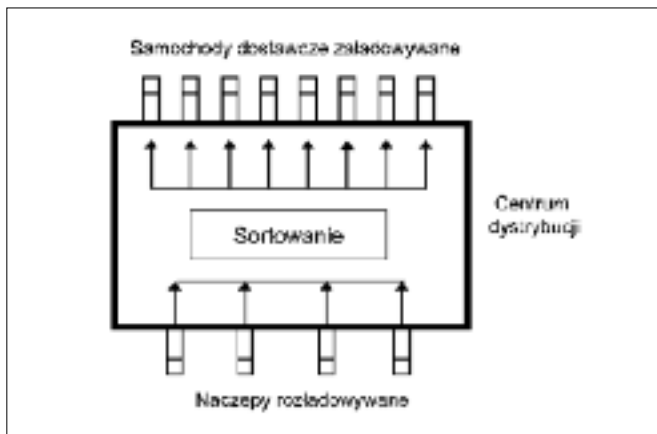 Samochody dostawcze załadowywane
Centrum
dystrybucji
Sortowanie
Naczepy rozładowywane